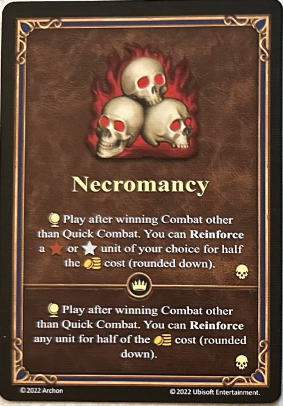 Necromancy
Play after winning Combat other
than Quick Combat. You can Reinforce
a or unit of your choice for half
the cost (rounded down).
Play after winning Combat other
than Quick Combat. You can Reinforce
any unit for half of the cost (rounded
down).
©2022 Archon
©2022 Ubisoft Entertainment.